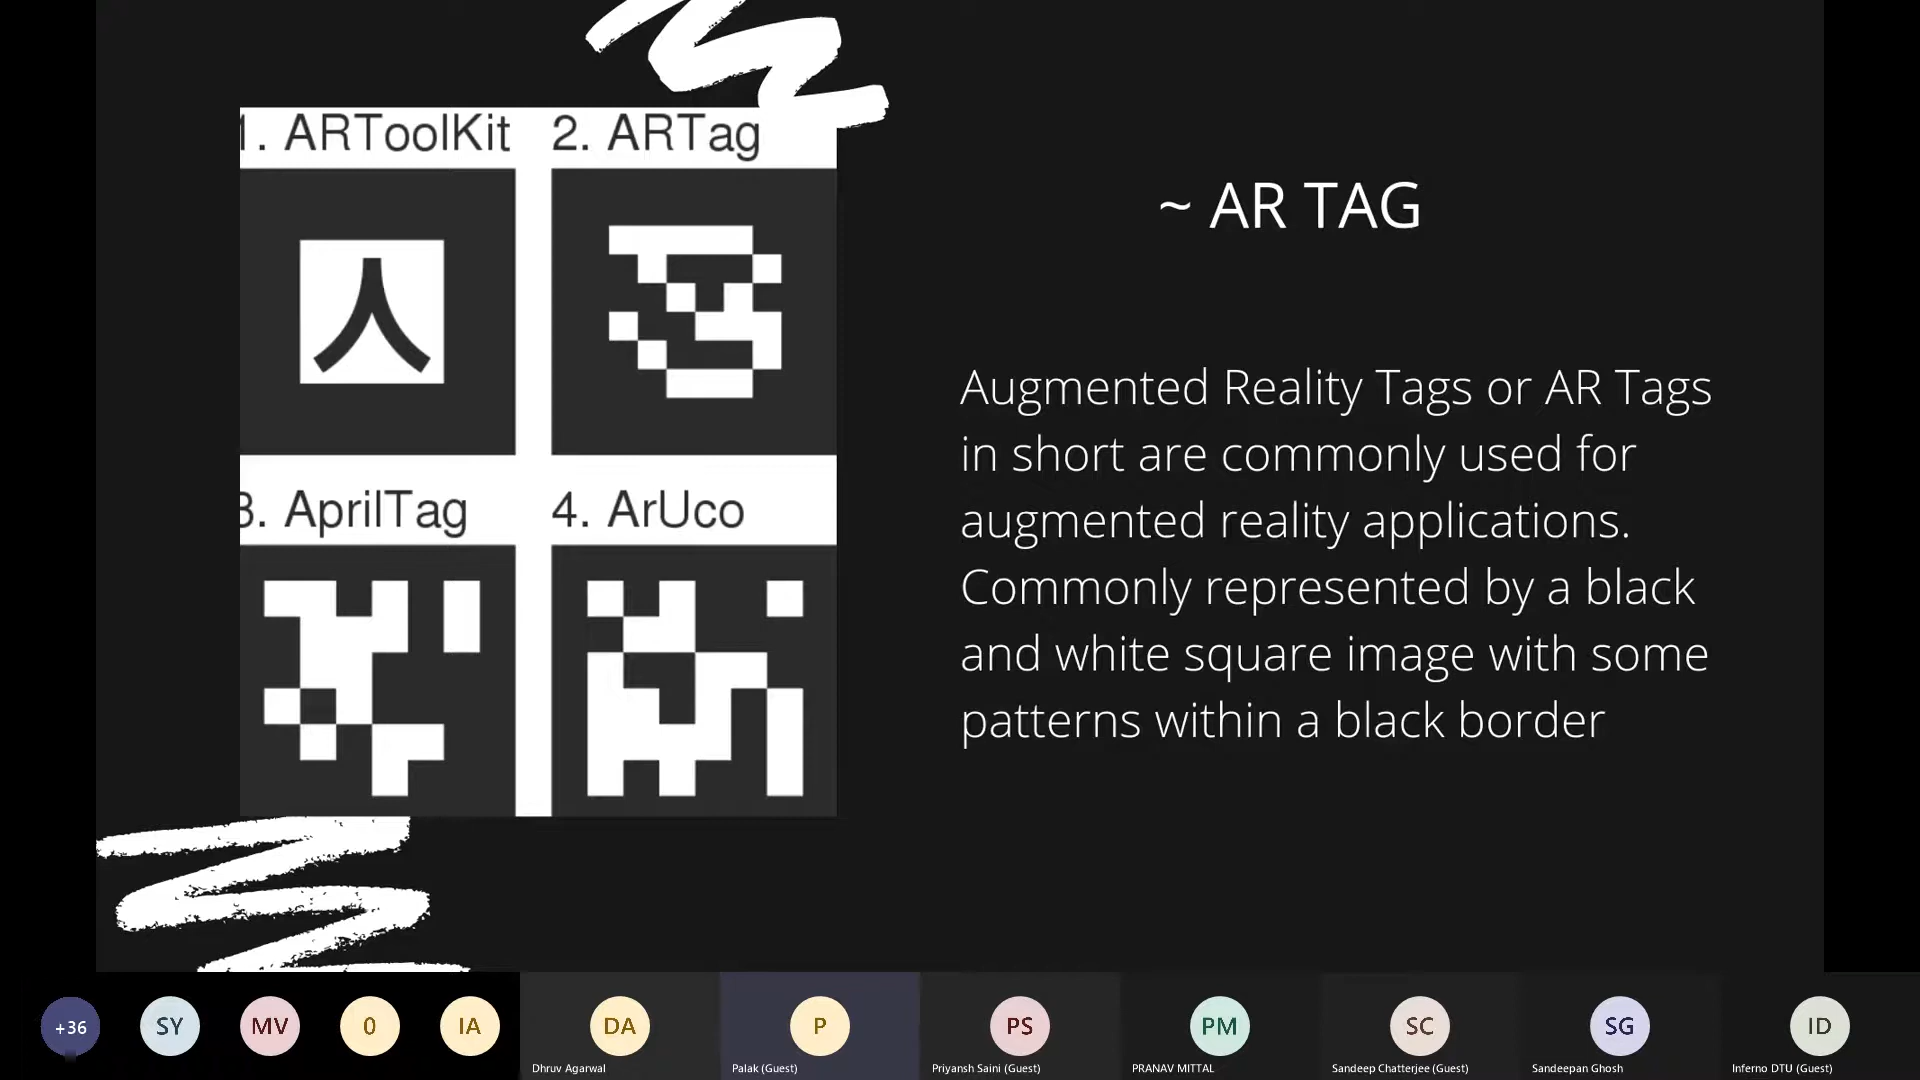 1. ARToolKit
2. ARTag
3. AprilTag
4. ArUco
~ AR TAG
Augmented Reality Tags or AR Tags
in short are commonly used for
augmented reality applications.
Commonly represented by a black
and white square image with some
patterns within a black border
+36
SY
MV
0
IA
DA
Dhruv Agarwal
P
Palak (Guest)
PS
Priyansh Saini (Guest)
PM
PRANAV MITTAL
SC
Sandeep Chatterjee (Guest)
SG
Sandeepan Ghosh
ID
Inferno DTU (Guest)